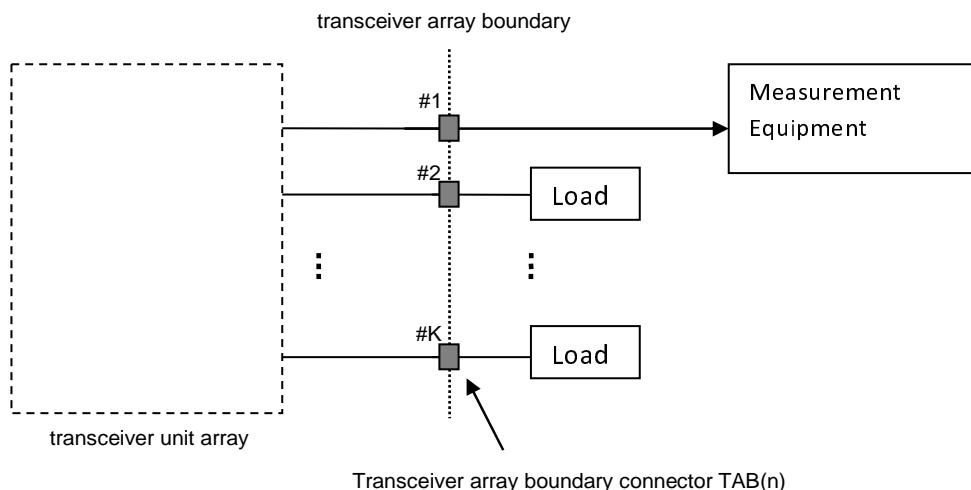 transceiver array boundary
#1
Measurement
Equipment
#2
Load
#K
Load
transceiver unit array
Transceiver array boundary connector TAB(n)